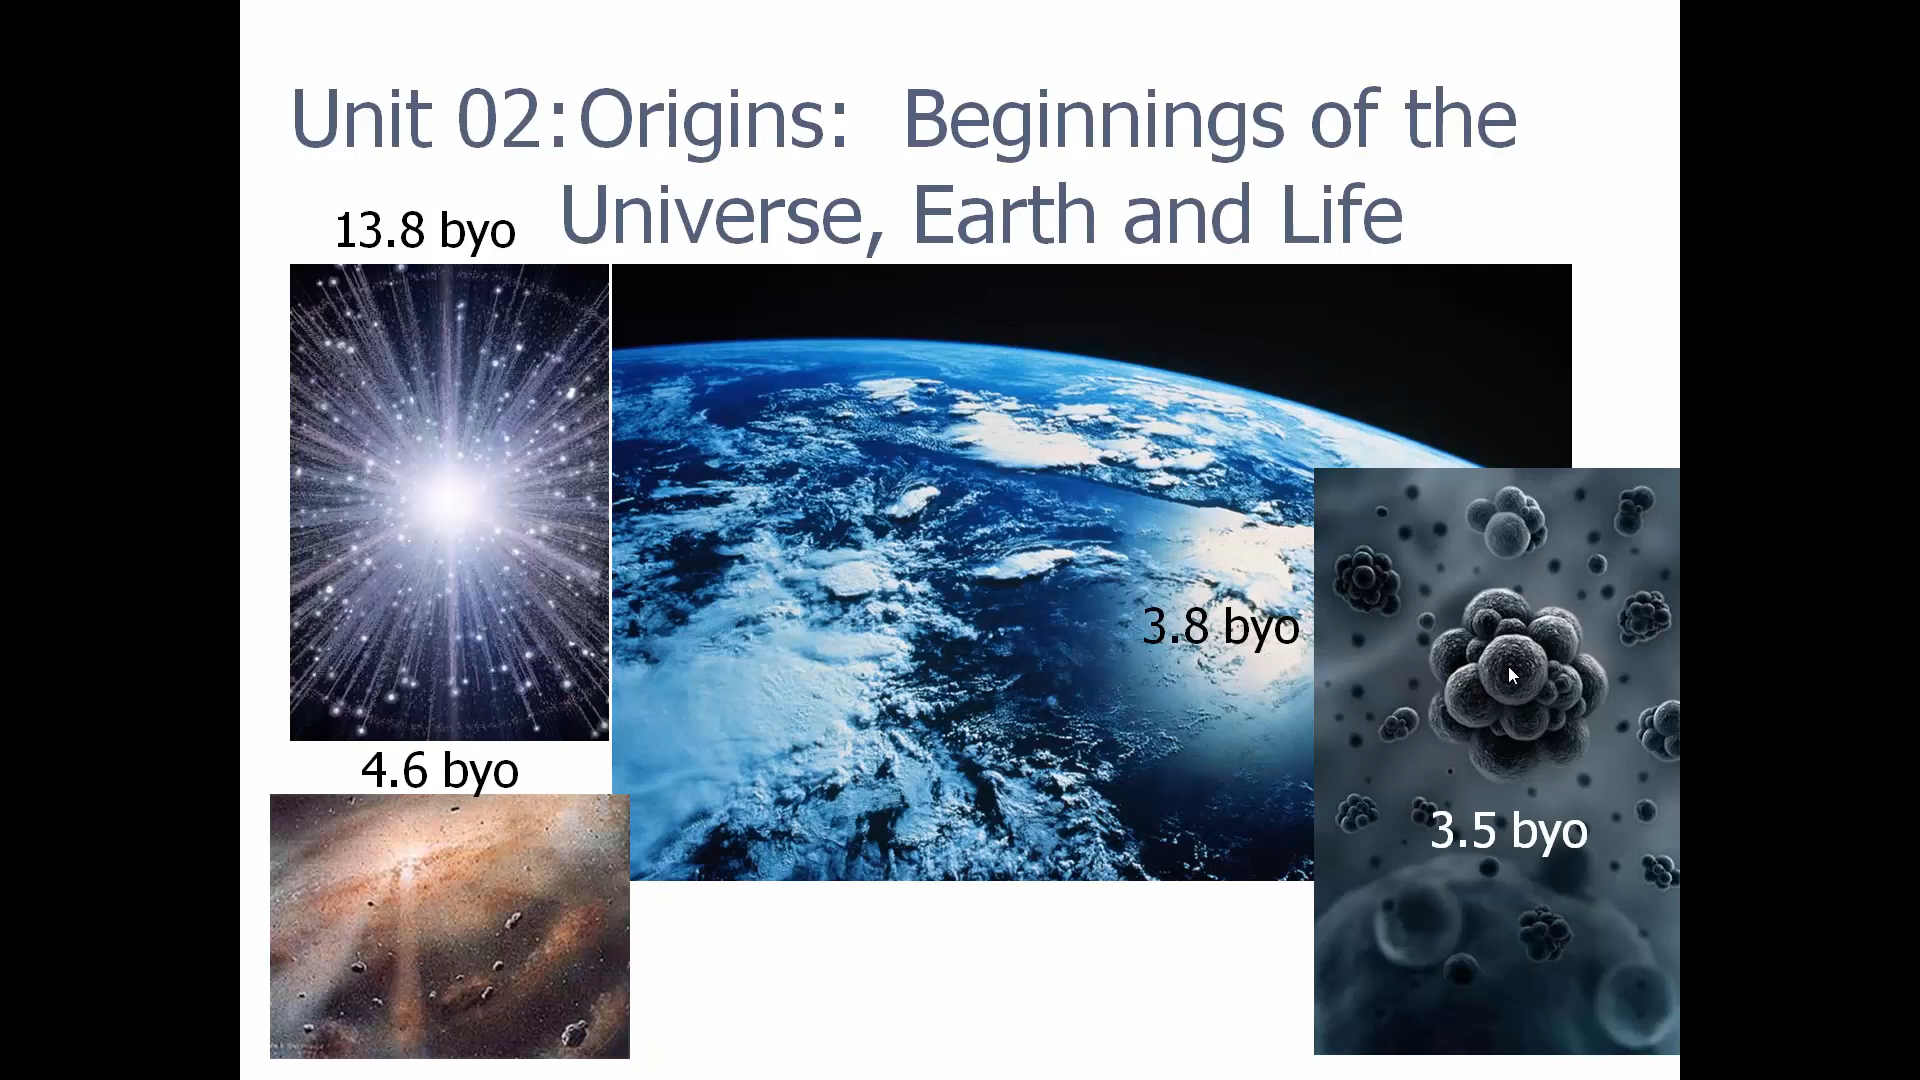 Unit 02:Origins:  Beginnings of the
Universe, Earth and Life
13.8 byo
3.8 byo
4.6 byo
3.5 byo